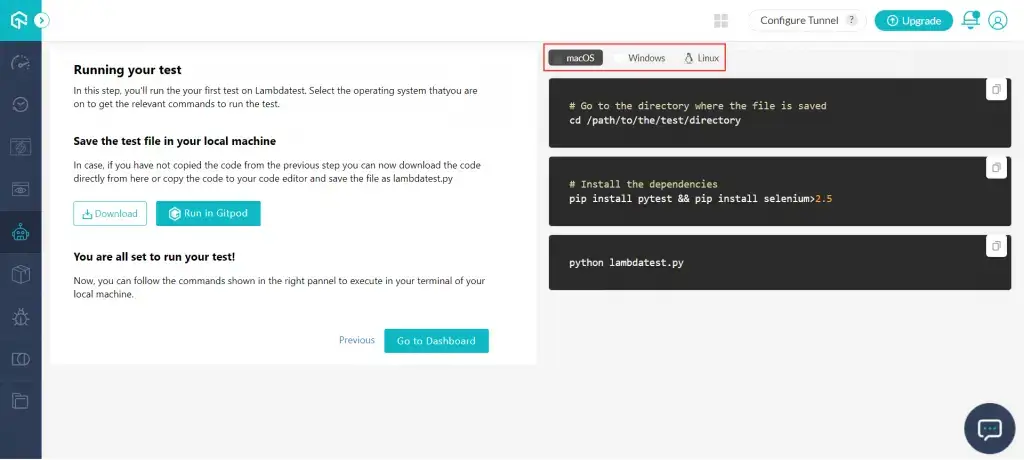 Configure Tunnel ?
Upgrade
Running your test
In this step, you'll run the your first test on Lambdatest. Select the operating system thatyou are
on to get the relevant commands to run the test.
Save the test file in your local machine
In case, if you have not copied the code from the previous step you can now download the code
directly from here or copy the code to your code editor and save the file as lambdatest.py
Download
Run in Gitpod
You are all set to run your test!
Now, you can follow the commands shown in the right pannel to execute in your terminal of your
local machine.
Previous
Go to Dashboard
macOS
Windows
Linux
# Go to the directory where the file is saved
cd /path/to/the/test/directory
# Install the dependencies
pip install pytest && pip install selenium>2.5
python lambdatest.py